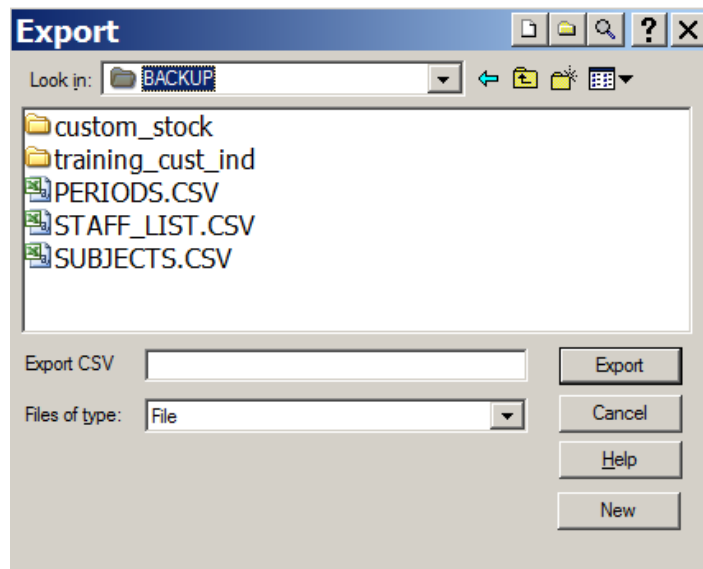 Export
Look in: BACKUP
custom_stock
training_cust_ind
PERIODS.CSV
STAFF_LIST.CSV
SUBJECTS.CSV
Export CSV Export
Files of type: File Cancel
Help
New